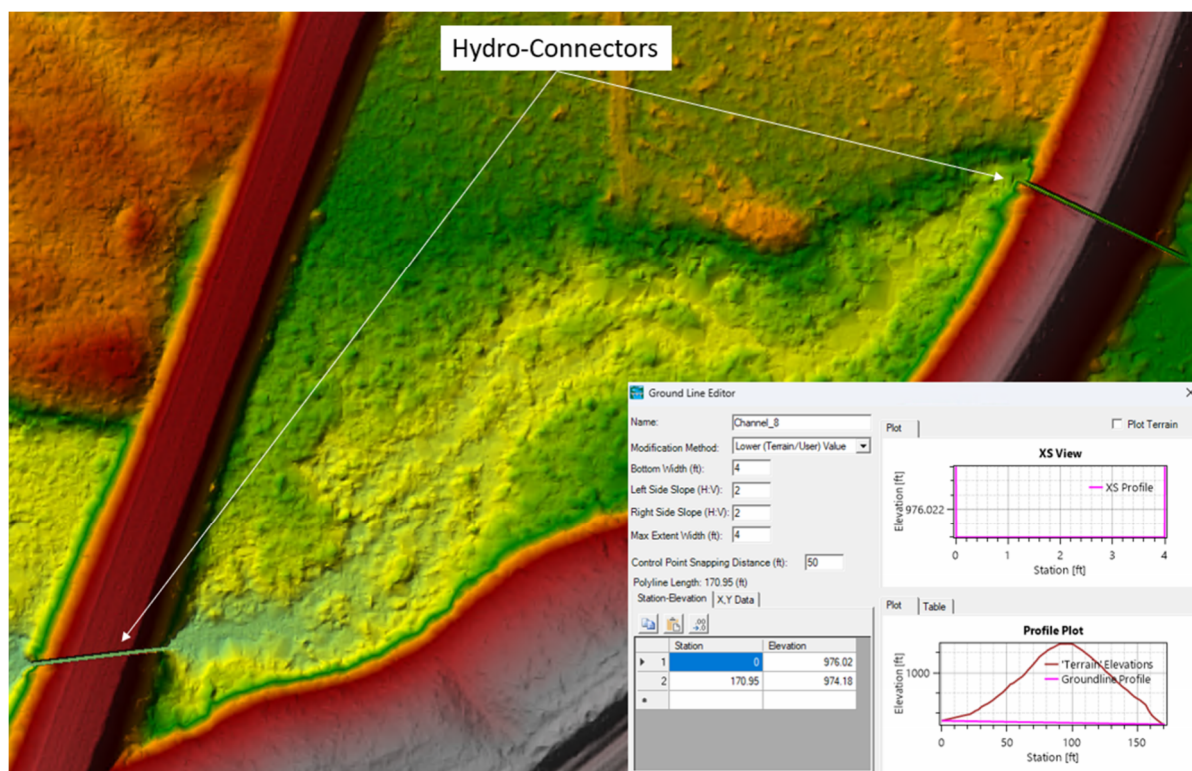 Hydro-Connectors
Ground Line Editor
Name: Channel_8
Modification Method: Lower (Terrain/User) Value
Bottom Width (ft): 4
Left Side Slope (H:V): 2
Right Side Slope (H:V): 2
Max Extent Width (ft): 4
Control Point Snapping Distance (ft): 50
Polyline Length: 170.95 (ft)
Station-Elevation X,Y Data
Station Elevation
1 0 976.02
2 170.95 974.18
*
Plot Plot Terrain
XS View
XS Profile
Elevation [ft]
976.022
0 1 2 3 4
Station [ft]
Plot Table
Profile Plot
'Terrain' Elevations
Groundline Profile
Elevation [ft]
1000
0 50 100 150
Station [ft]